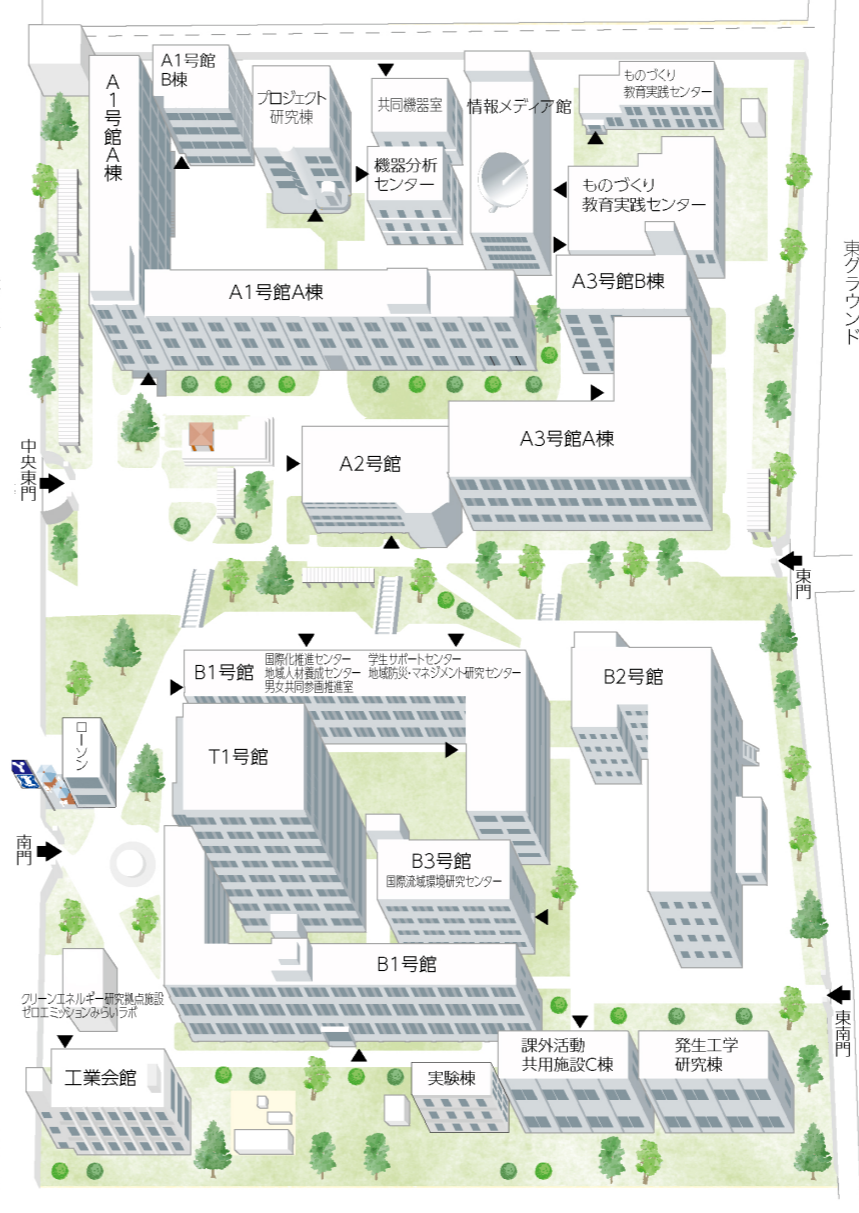 A1号館A棟
A1号館
B棟
プロジェクト
研究棟
共同機器室
情報メディア館
ものづくり
教育実践センター
機器分析
センター
ものづくり
教育実践センター
東グラウンド
A1号館A棟
A3号館B棟
A3号館A棟
A2号館
中央東門
東門
B1号館
国際化推進センター
地域人材養成センター
男女共同参画推進室
学生サポートセンター
地域防災・マネジメント研究センター
B2号館
ローソン
T1号館
南門
B3号館
国際流域環境研究センター
B1号館
クリーンエネルギー研究拠点施設
ゼロエミッションみらいラボ
東南門
工業会館
実験棟
課外活動
共用施設C棟
発生工学
研究棟